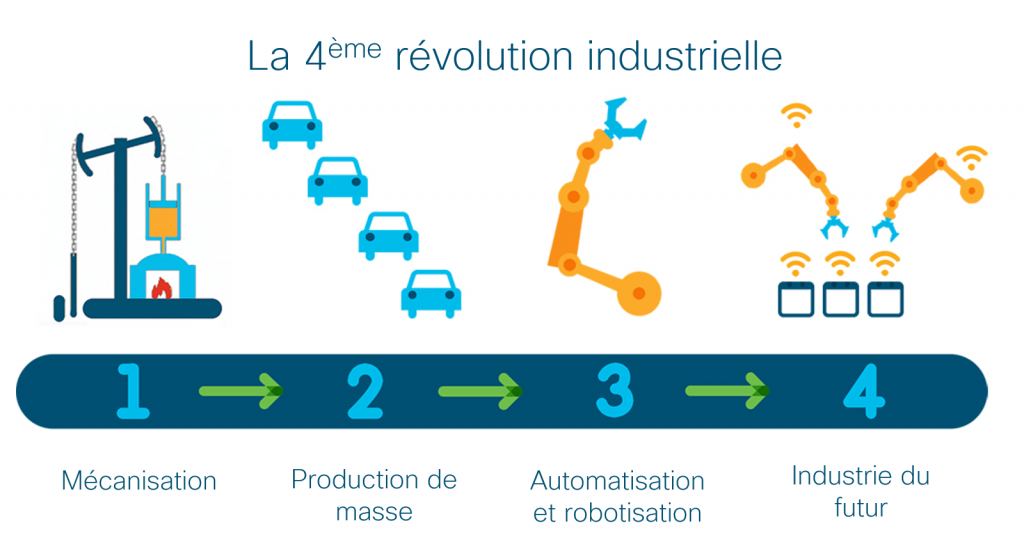 La 4ème révolution industrielle
1 2 3 4
Mécanisation
Production de
masse
Automatisation
et robotisation
Industrie du
futur